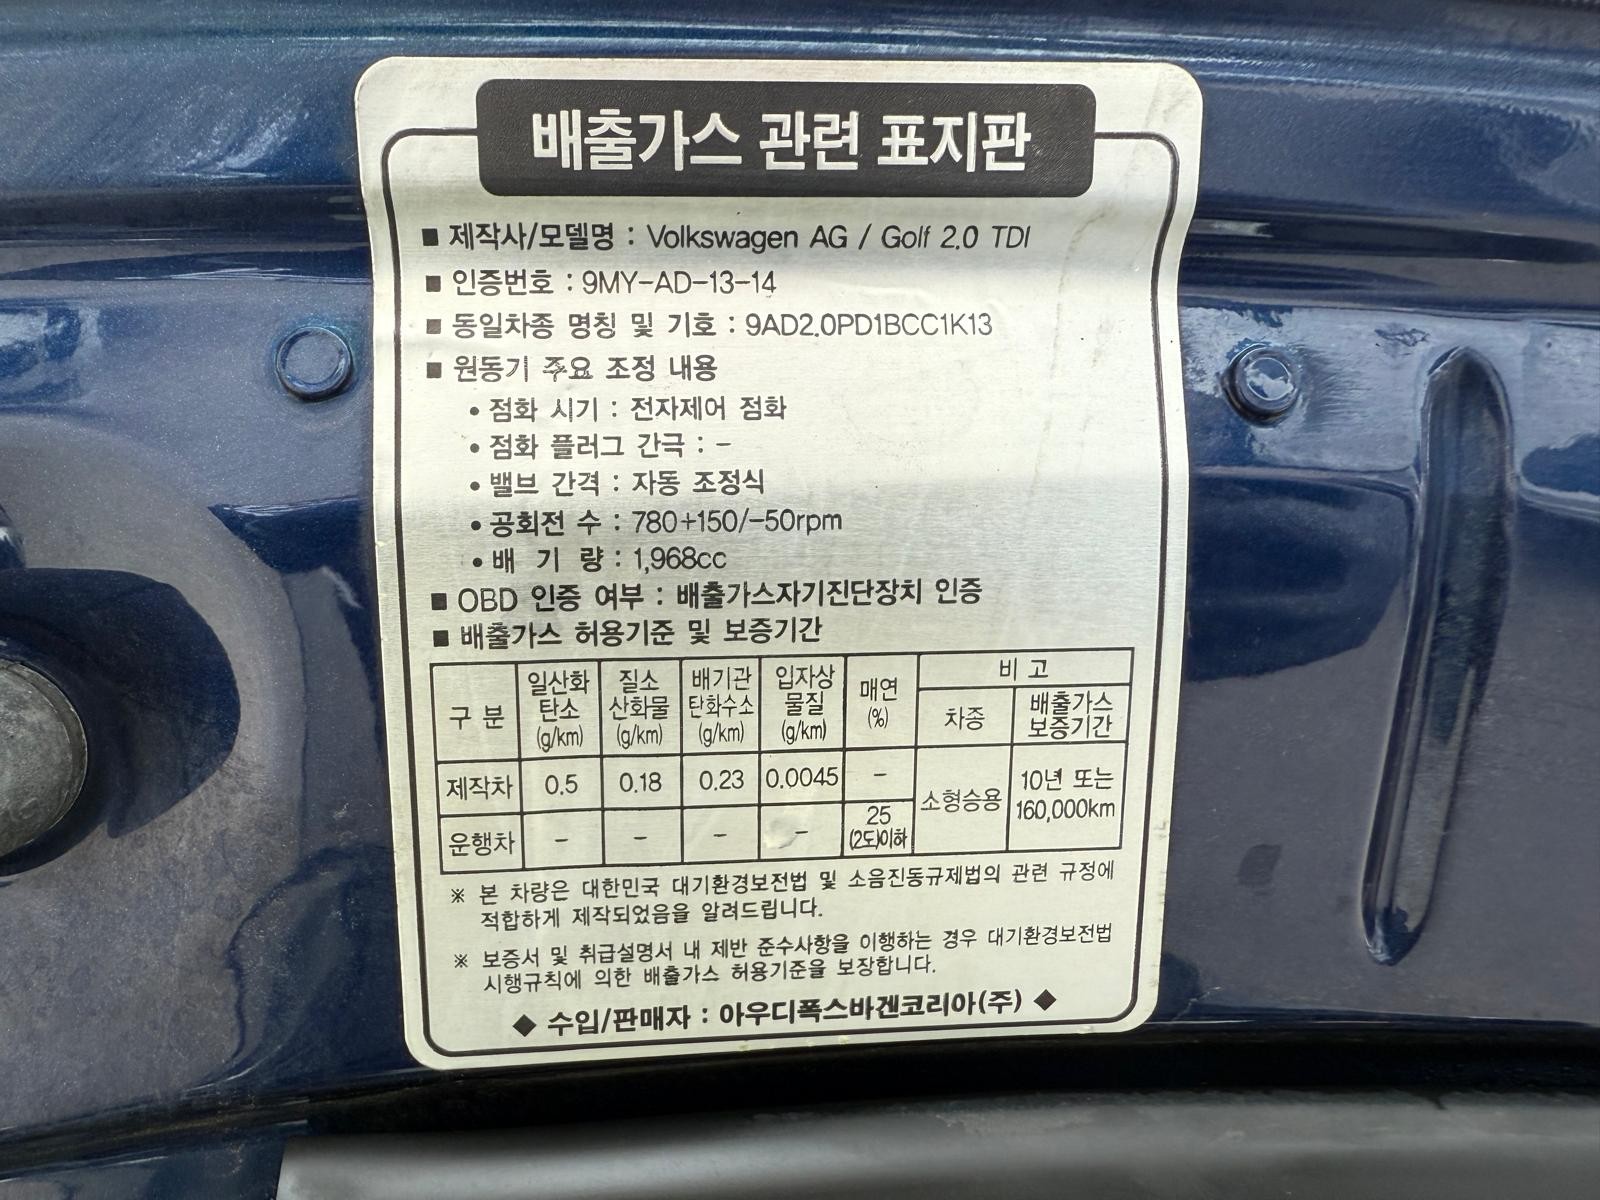 배출가스 관련 표지판
■ 제작사/모델명 : Volkswagen AG / Golf 2.0 TDI
■ 인증번호 : 9MY-AD-13-14
■ 동일차종 명칭 및 기호 : 9AD2.0PD1BCC1K13
■ 원동기 주요 조정 내용
• 점화 시기 : 전자제어 점화
• 점화 플러그 간극 : -
• 밸브 간격 : 자동 조정식
• 공회전 수 : 780+150/-50rpm
• 배 기 량 : 1,968cc
■ OBD 인증 여부 : 배출가스자기진단장치 인증
■ 배출가스 허용기준 및 보증기간
구 분 일산화탄소 (g/km) 질소산화물 (g/km) 배기관탄화수소 (g/km) 입자상물질 (g/km) 매연 (%) 비 고
차종 배출가스 보증기간
제작차 0.5 0.18 0.23 0.0045 - 소형승용 10년 또는 160,000km
운행차 - - - - 25 (2도)이하
※ 본 차량은 대한민국 대기환경보전법 및 소음진동규제법의 관련 규정에
적합하게 제작되었음을 알려드립니다.
※ 보증서 및 취급설명서 내 제반 준수사항을 이행하는 경우 대기환경보전법
시행규칙에 의한 배출가스 허용기준을 보장합니다.
◆ 수입/판매자 : 아우디폭스바겐코리아(주) ◆